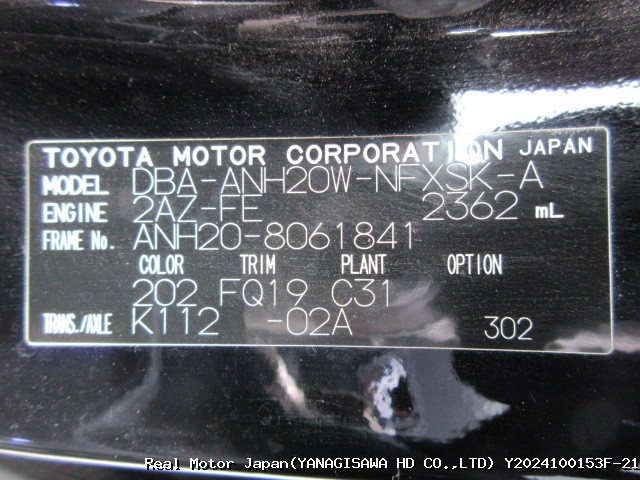 TOYOTA MOTOR CORPORATION JAPAN
MODEL DBA-ANH20W-NFXSK-A
ENGINE 2AZ-FE 2362 mL
FRAME No. ANH20-8061841
COLOR TRIM PLANT OPTION
202 FQ19 C31
TRANS./AXLE K112 -02A 302
Real Motor Japan(YANAGISAWA HD CO.,LTD) Y2024100153F-21